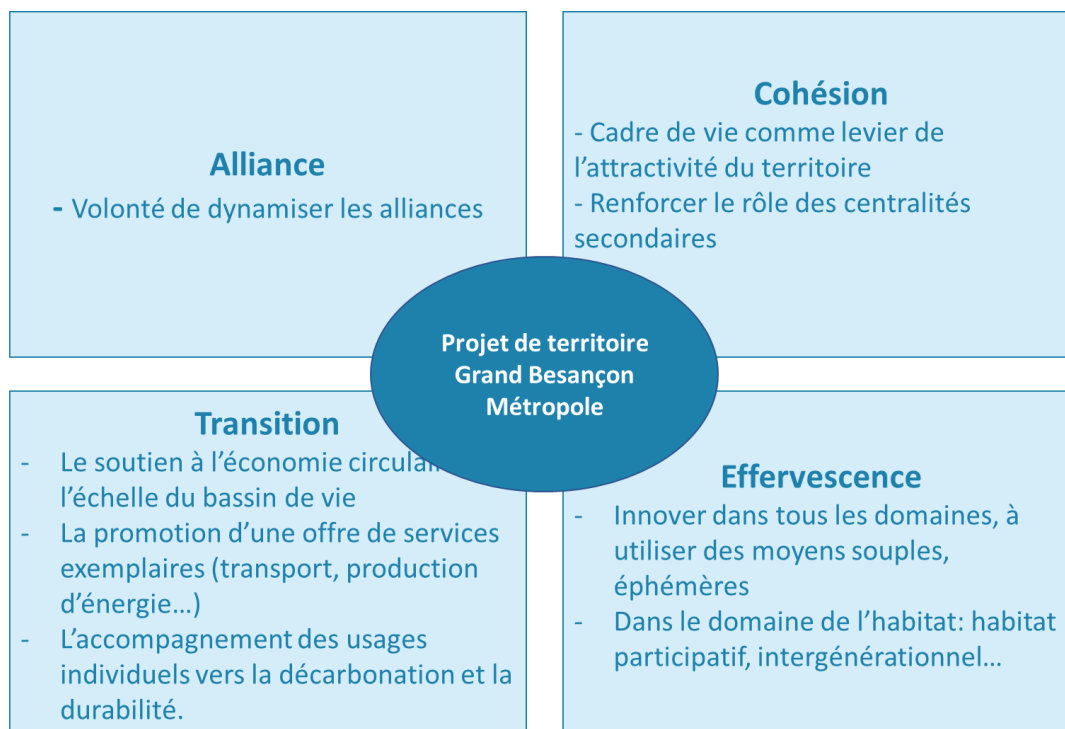 Alliance
- Volonté de dynamiser les alliances
Cohésion
- Cadre de vie comme levier de
l’attractivité du territoire
- Renforcer le rôle des centralités
secondaires
Projet de territoire
Grand Besançon
Métropole
Transition
- Le soutien à l’économie
l’échelle du bassin de vie
- La promotion d’une offre de services
exemplaires (transport, production
d’énergie…)
- L’accompagnement des usages
individuels vers la décarbonation et la
durabilité.
Effervescence
- Innover dans tous les domaines, à
utiliser des moyens souples,
éphémères
- Dans le domaine de l’habitat: habitat
participatif, intergénérationnel…